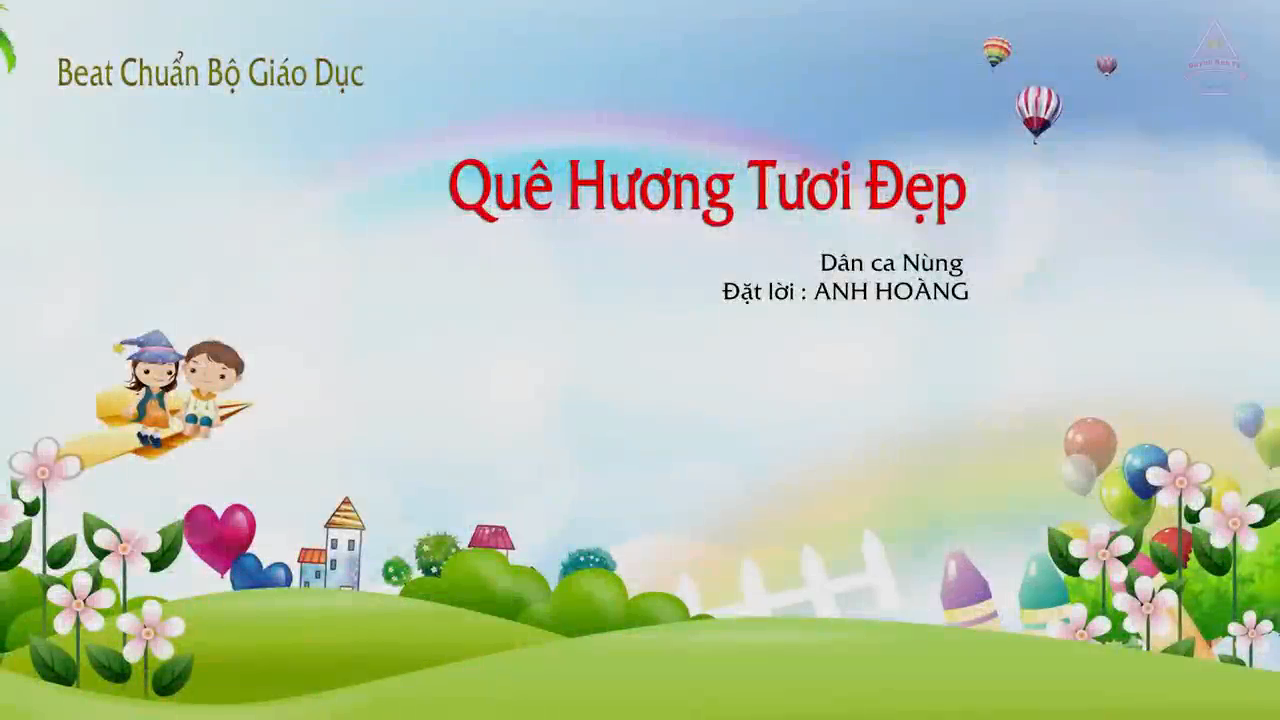 Beat Chuẩn Bộ Giáo Dục
Quê Hương Tươi Đẹp
Dân ca Nùng
Đặt lời : ANH HOÀNG